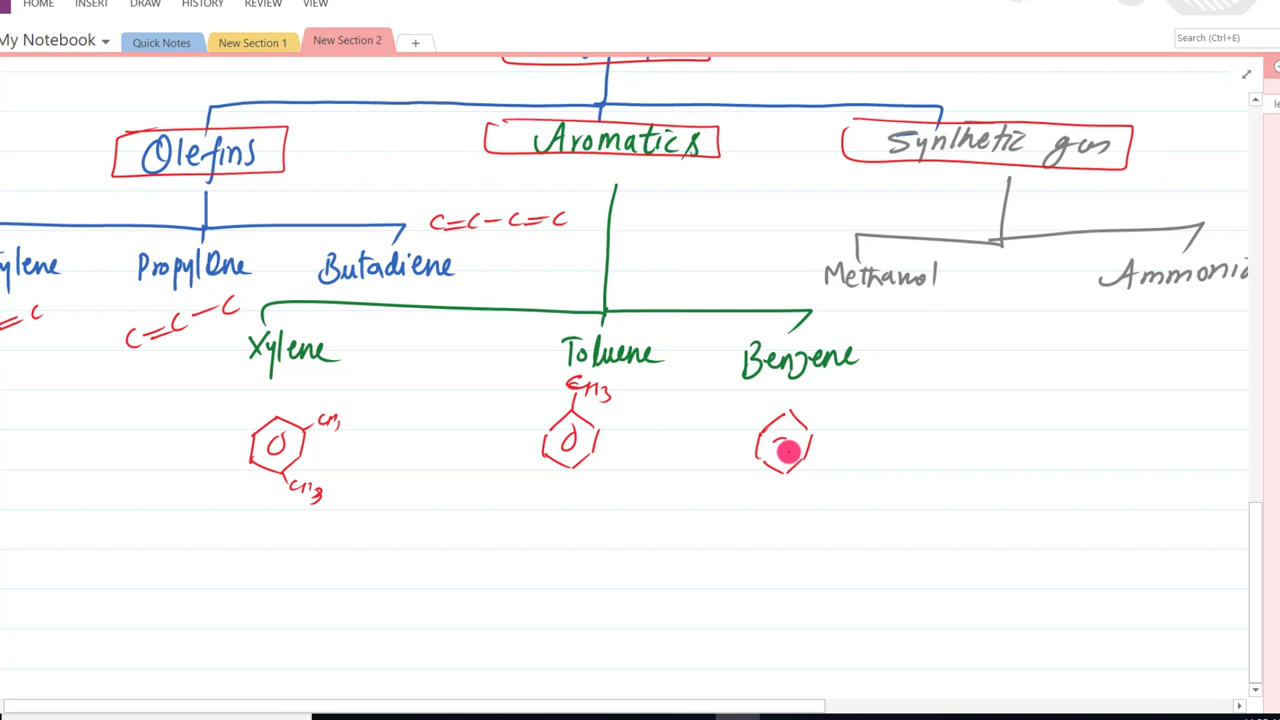 HOME INSERT DRAW HISTORY REVIEW VIEW
My Notebook Quick Notes New Section 1 New Section 2 + Search (Ctrl+E)
Olefins Aromatics Synthetic gas
C=C-C=C
ylene Propylene Butadiene Methanol Ammonia
=C C=C-C
Xylene Toluene Benzene
CH3
CH3
CH3